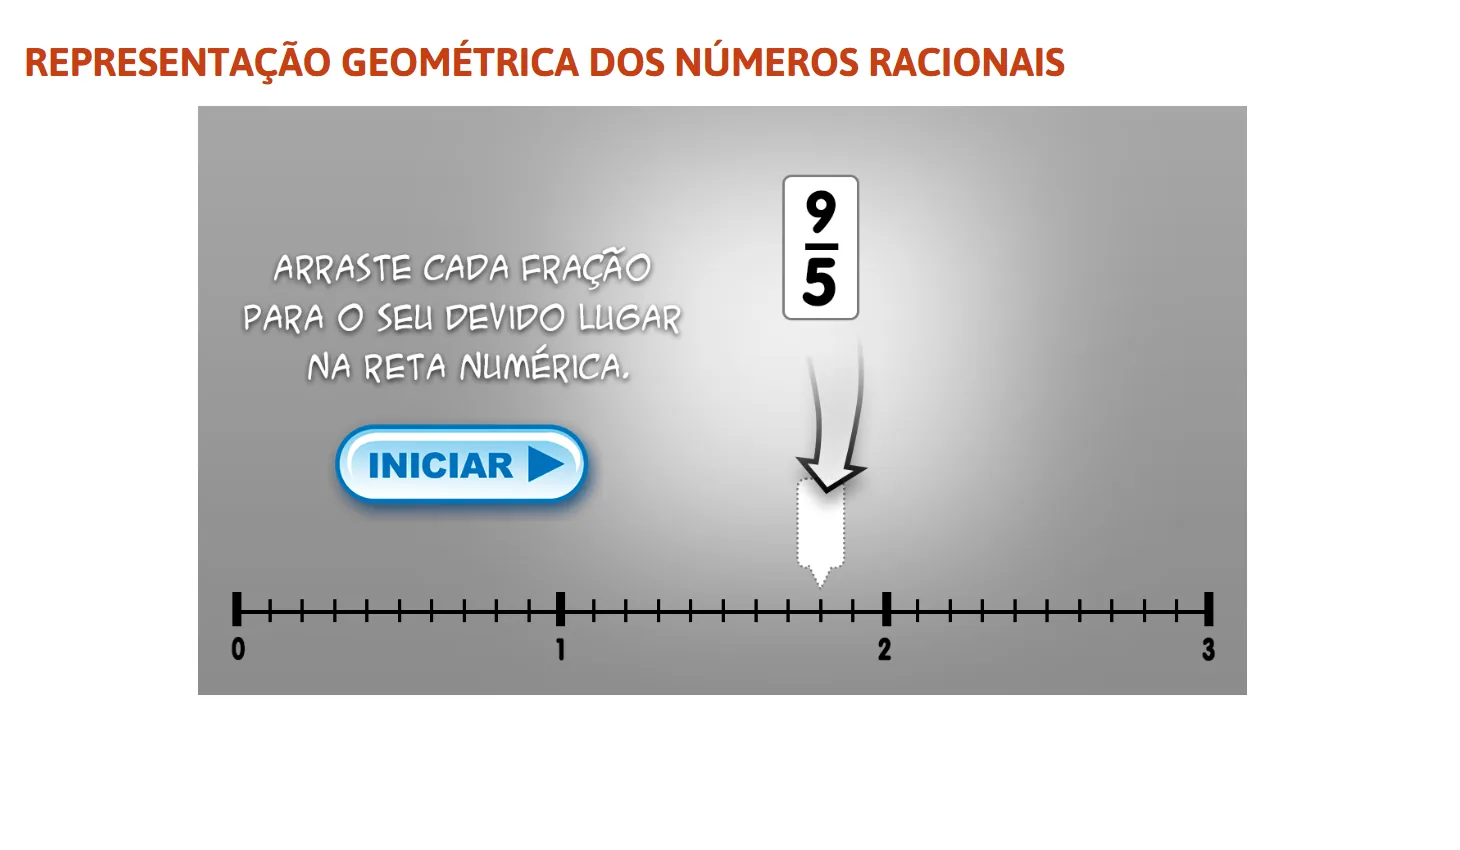 REPRESENTAÇÃO GEOMÉTRICA DOS NÚMEROS RACIONAIS
9
5
ARRASTE CADA FRAÇÃO
PARA O SEU DEVIDO LUGAR
NA RETA NUMÉRICA.
INICIAR
0 1 2 3